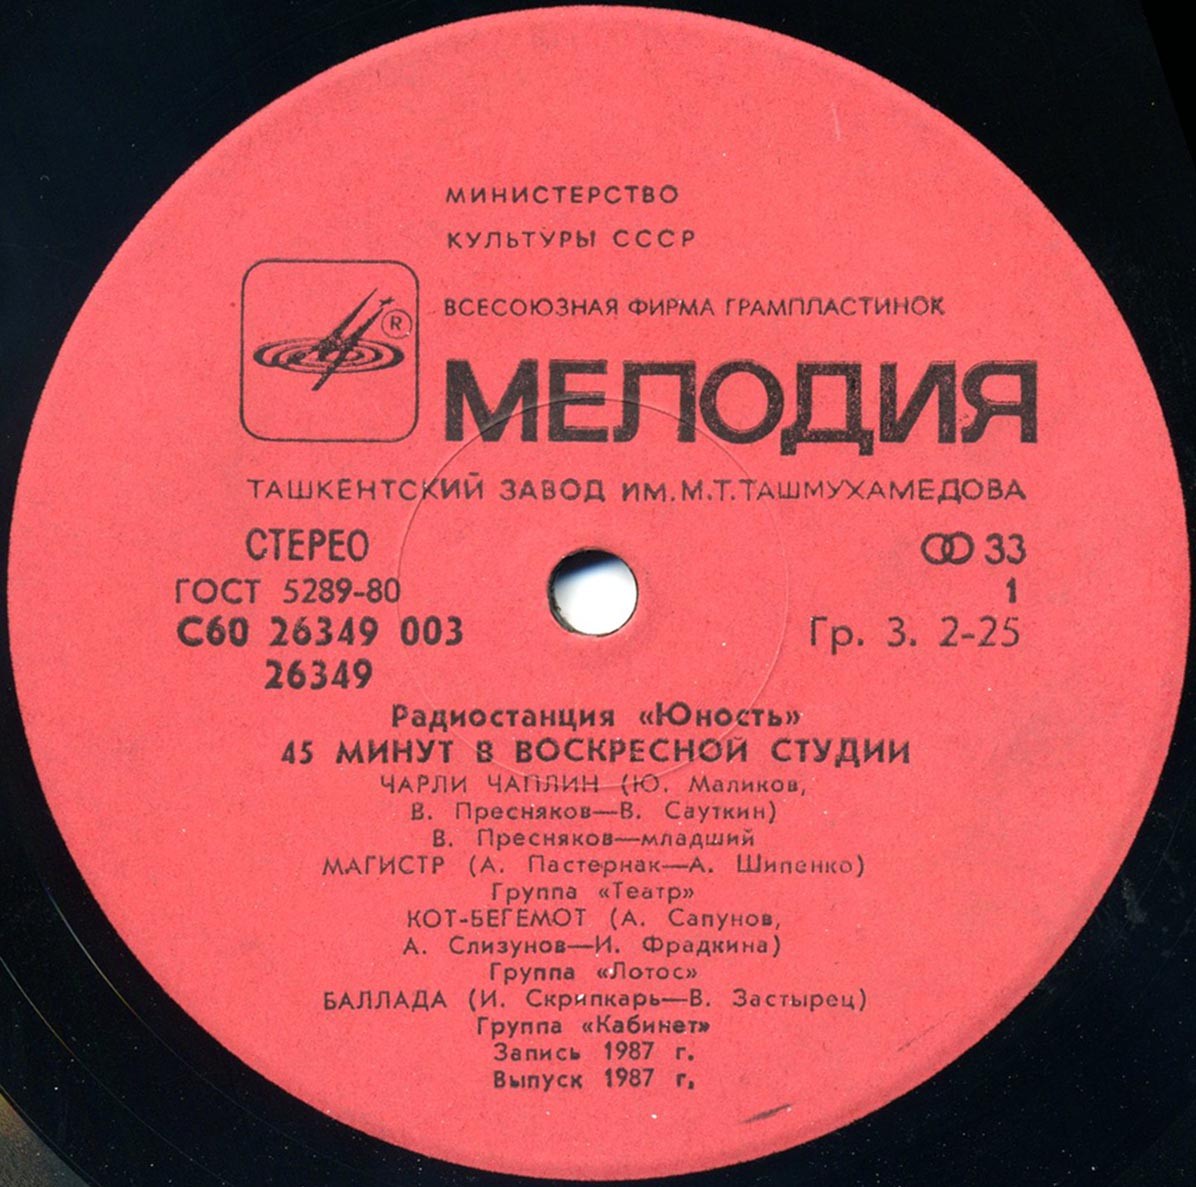 МИНИСТЕРСТВО
КУЛЬТУРЫ СССР
ВСЕСОЮЗНАЯ ФИРМА ГРАМПЛАСТИНОК
®
МЕЛОДИЯ
ТАШКЕНТСКИЙ ЗАВОД ИМ.М.Т.ТАШМУХАМЕДОВА
СТЕРЕО
ГОСТ 5289-80
С60 26349 003
26349
33
1
Гр. 3. 2-25
Радиостанция «Юность»
45 МИНУТ В ВОСКРЕСНОЙ СТУДИИ
ЧАРЛИ ЧАПЛИН (Ю. Маликов,
В. Пресняков—В. Сауткин)
В. Пресняков—младший
МАГИСТР (А. Пастернак—А. Шипенко)
Группа «Театр»
КОТ-БЕГЕМОТ (А. Сапунов,
А. Слизунов—И. Фрадкина)
Группа «Лотос»
БАЛЛАДА (И. Скрипкарь—В. Застырец)
Группа «Кабинет»
Запись 1987 г.
Выпуск 1987 г.